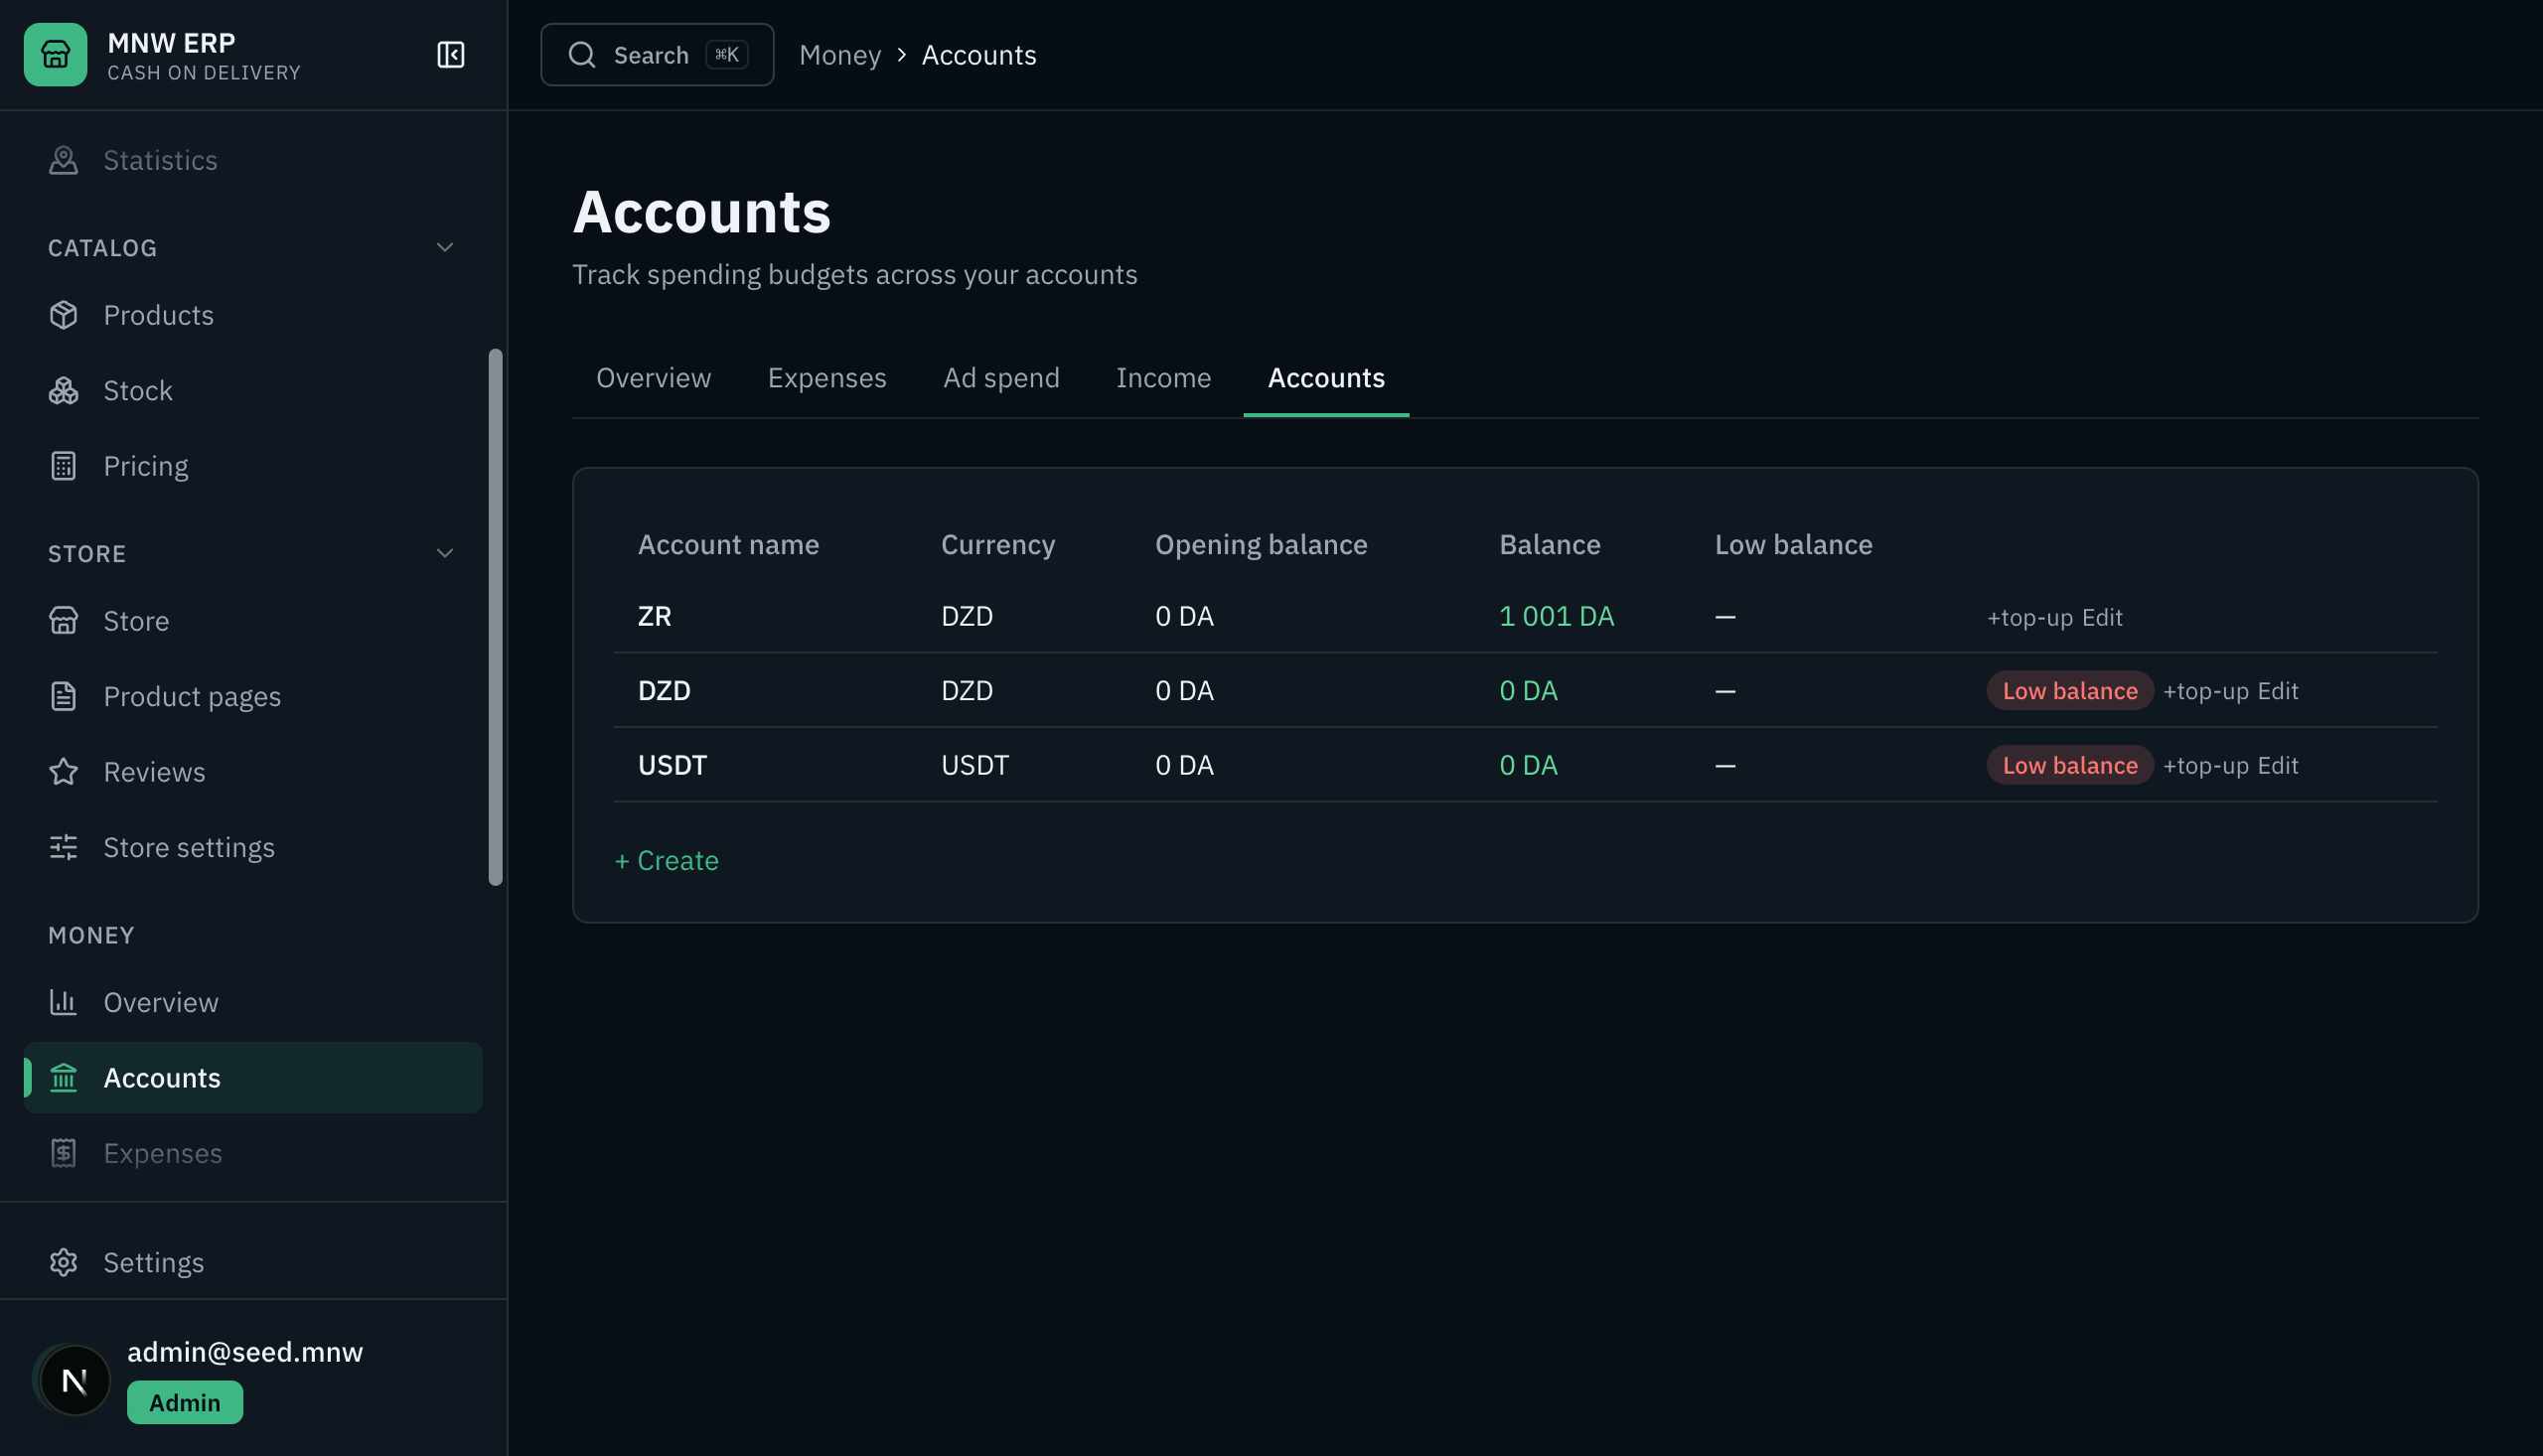 MNW ERP
CASH ON DELIVERY
Statistics
CATALOG
Products
Stock
Pricing
STORE
Store
Product pages
Reviews
Store settings
MONEY
Overview
Accounts
Expenses
Settings
N
admin@seed.mnw
Admin
Search ⌘K Money > Accounts
Accounts
Track spending budgets across your accounts
Overview Expenses Ad spend Income Accounts
Account name Currency Opening balance Balance Low balance
ZR DZD 0 DA 1 001 DA — +top-up Edit
DZD DZD 0 DA 0 DA — Low balance +top-up Edit
USDT USDT 0 DA 0 DA — Low balance +top-up Edit
+ Create